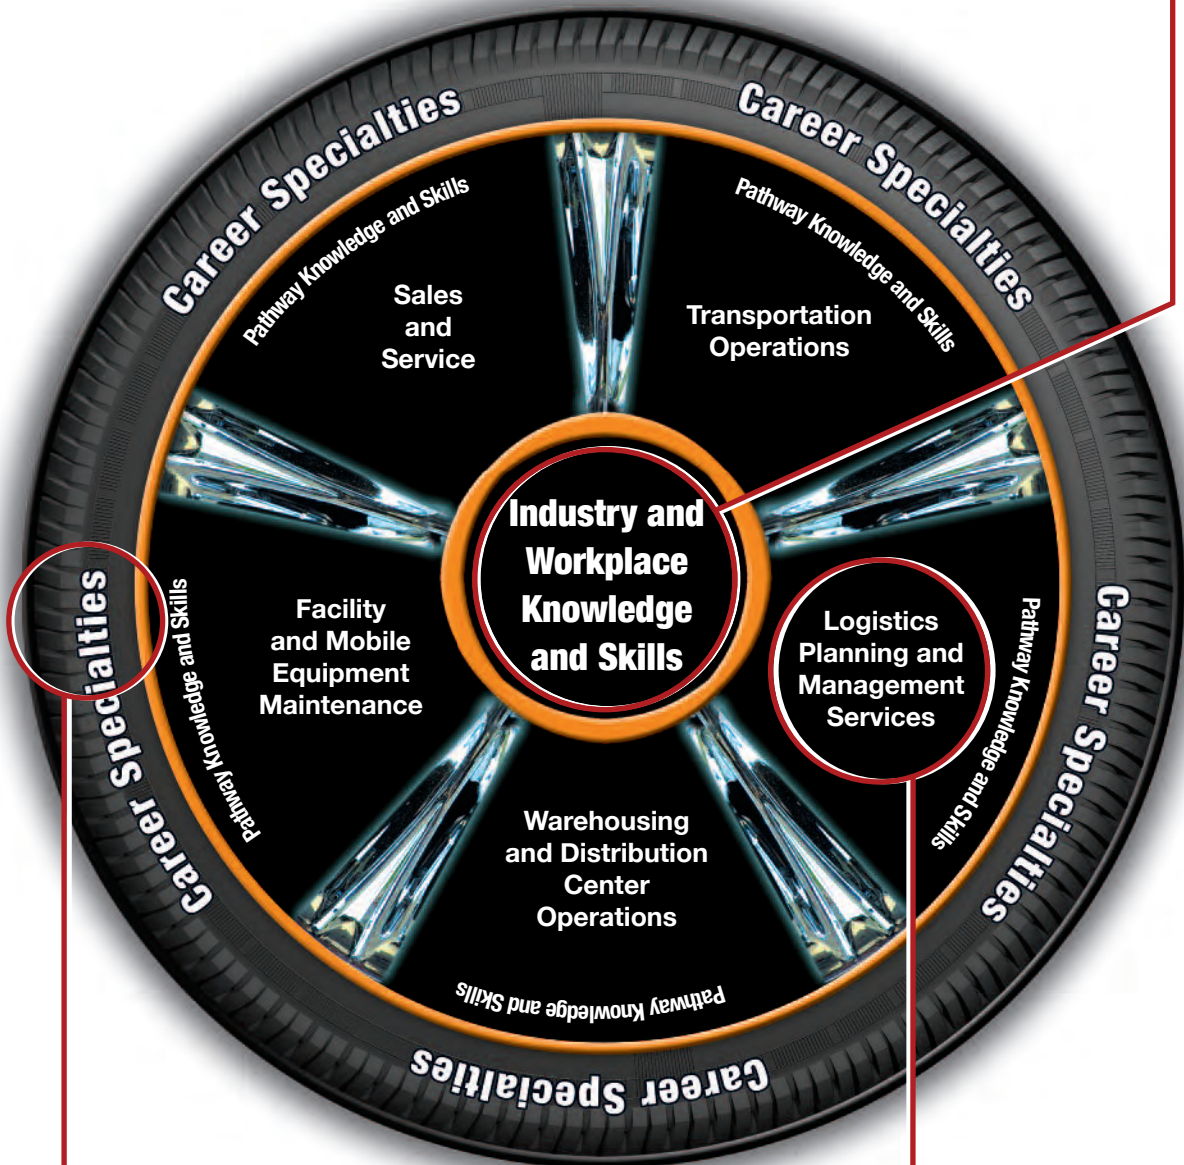 Career Specialties
Career Specialties
Pathway Knowledge and Skills
Pathway Knowledge and Skills
Sales
and
Service
Transportation
Operations
Industry and
Workplace
Knowledge
and Skills
Facility
and Mobile
Equipment
Maintenance
Pathway Knowledge and Skills
Career Specialties
Logistics
Planning and
Management
Services
Pathway Knowledge and Skills
Career Specialties
Warehousing
and Distribution
Center
Operations
Pathway Knowledge and Skills
Career Specialties